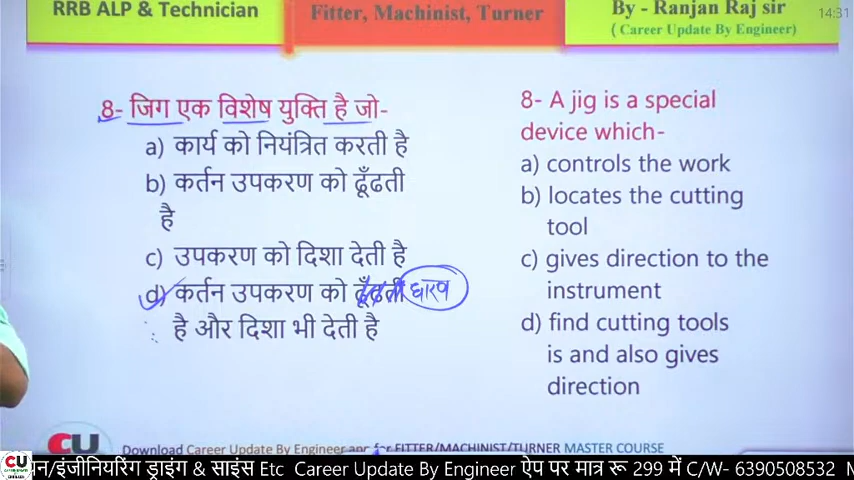 RRB ALP & Technician
Fitter, Machinist, Turner
By - Ranjan Raj sir
( Career Update By Engineer)
14:31
8- जिग एक विशेष युक्ति है जो-
a) कार्य को नियंत्रित करती है
b) कर्तन उपकरण को ढूँढती
है
c) उपकरण को दिशा देती है
d) कर्तन उपकरण को ढूँढती धारण
है और दिशा भी देती है
8- A jig is a special
device which-
a) controls the work
b) locates the cutting
tool
c) gives direction to the
instrument
d) find cutting tools
is and also gives
direction
CU
Download Career Update By Engineer app for FITTER/MACHINIST/TURNER MASTER COURSE
CU
इंजीनियरिंग ड्राइंग & साइंस Etc Career Update By Engineer ऐप पर मात्र रू 299 में C/W- 6390508532